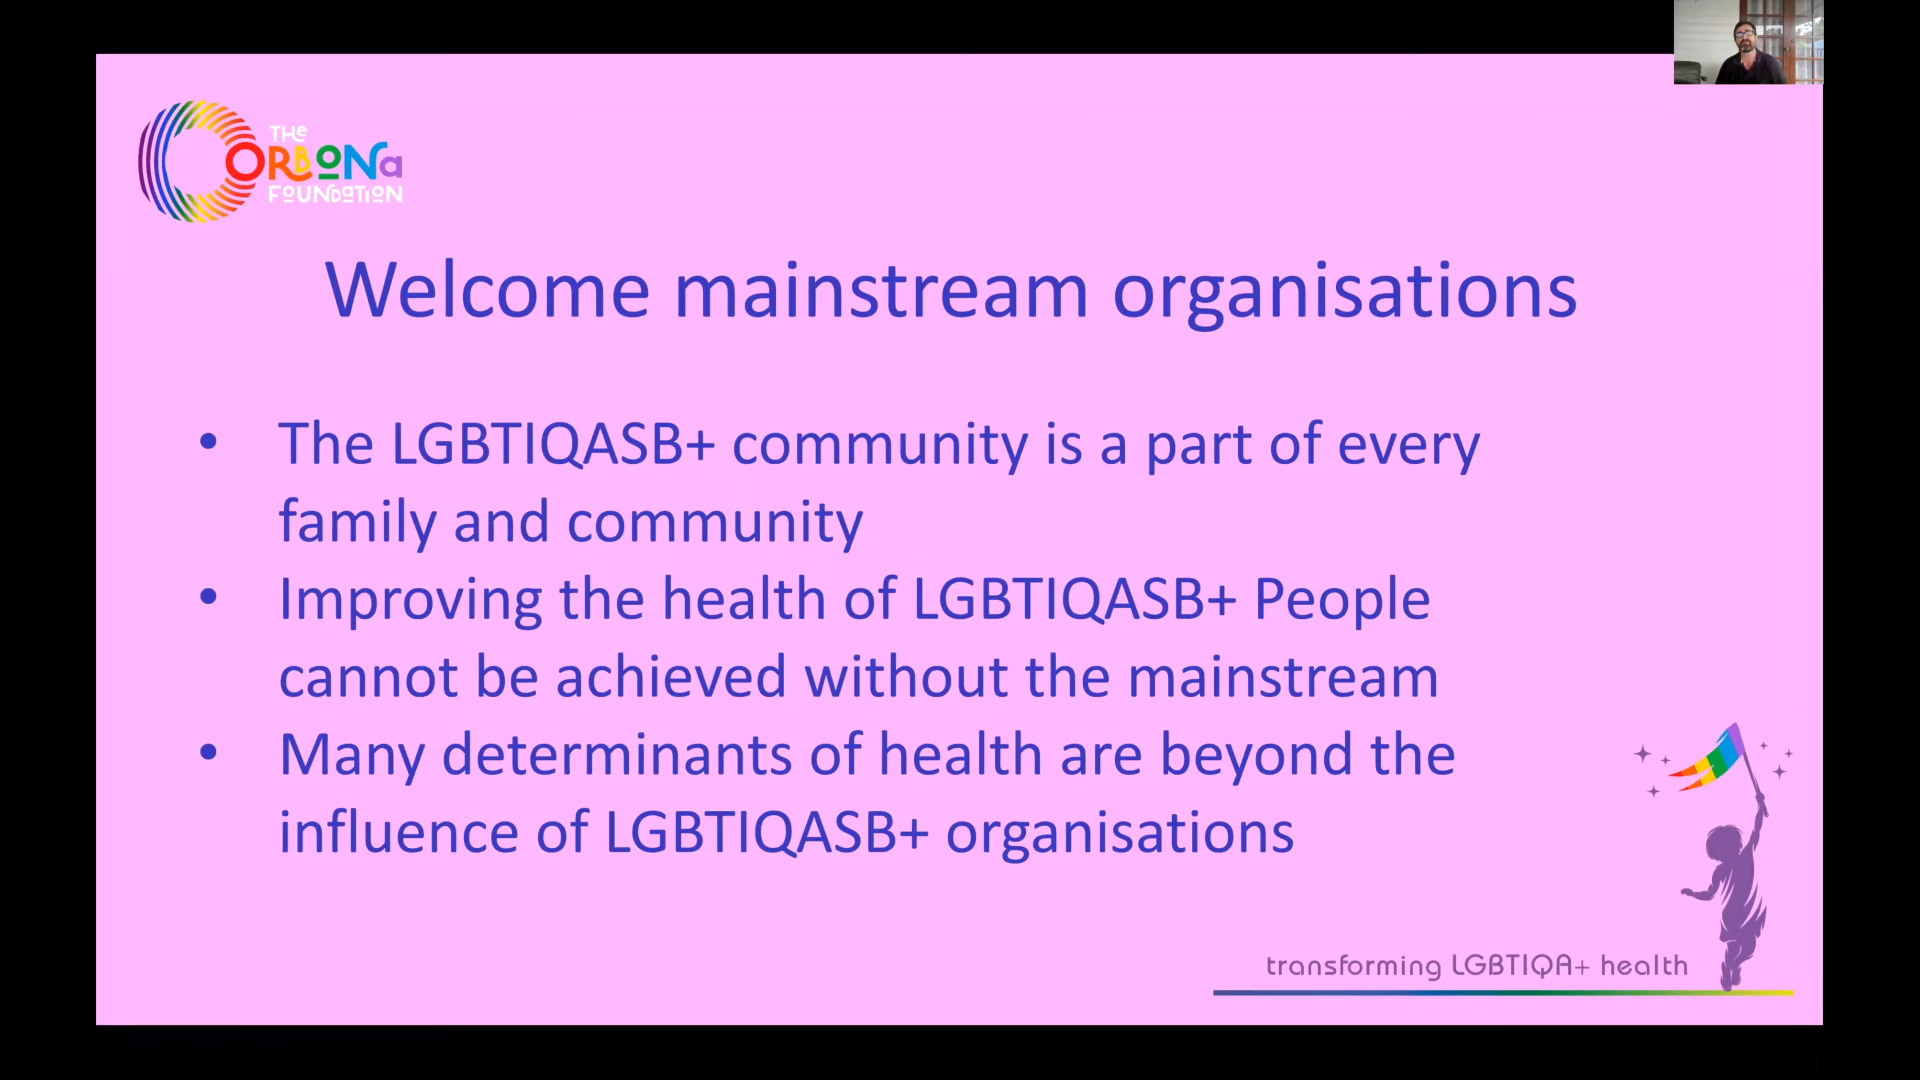 THE
ORBONA
FOUNDATION
Welcome mainstream organisations
• The LGBTIQASB+ community is a part of every
family and community
• Improving the health of LGBTIQASB+ People
cannot be achieved without the mainstream
• Many determinants of health are beyond the
influence of LGBTIQASB+ organisations
transforming LGBTIQA+ health